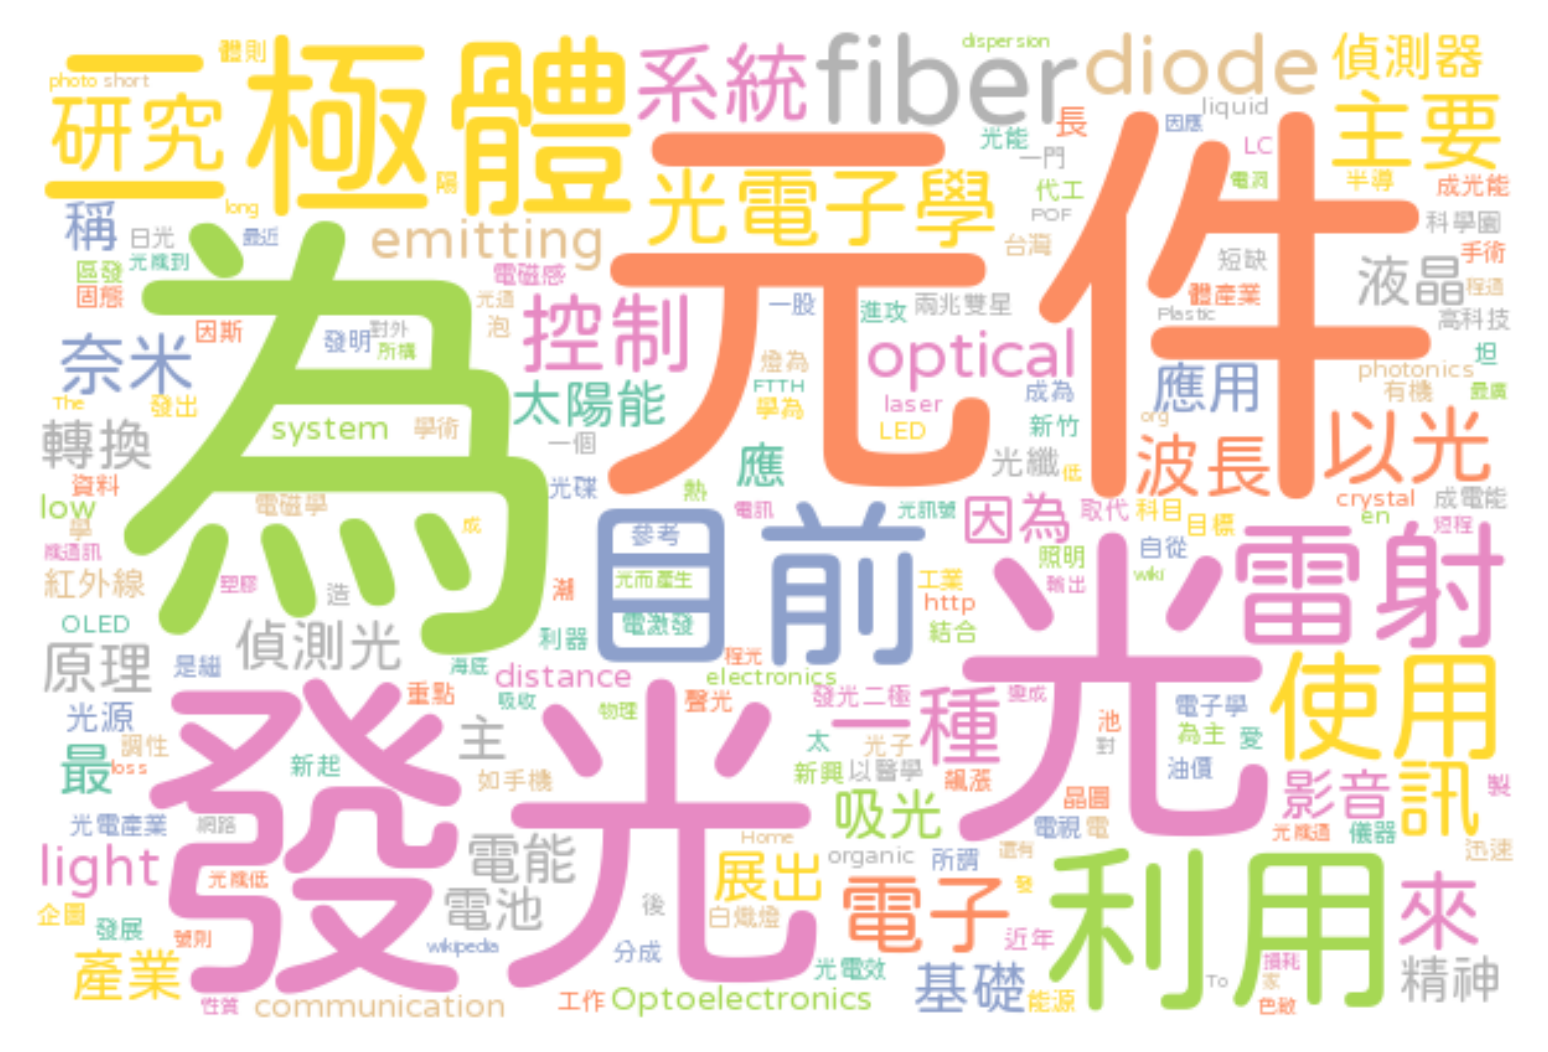 二極體
體則
系統
fiber
dispersion
diode
偵測器
photo short
研究
光電子學
元件
長
因應
liquid
主要
光能
一門
LC
陽
代工
電洞
半導
成光能
long
稱
日光
最近
emitting
POF
科學園
台灣
手術
區發
光纖到
電磁感
短缺
液晶
固態
光通
體產業
程通
為
因斯
控制
一股
進攻
兩兆雙星
Plastic
高科技
泡
發明
對外
所構
奈米
燈為
optical
坦
photonics
FTTH
應用
有機
最廣
The
發出
太陽能
學為
laser
成為
org
轉換
system
學術
一個
LED
新竹
波長
以光
應
光纖
低
資料
光碟
熱
crystal
成電能
low
電磁學
電訊
光訊號
因為
取代
科目
目標
en
短程
學
成
目前
參考
自從
雷射
纖通訊
照明
wiki
輸出
光而產生
工業
紅外線
塑膠
造
潮
http
OLED
電激發
利器
結合
偵測光
原理
是繼
海底
distance
程光
electronics
光
使用
光源
發光
重點
吸收
物理
聲光
發光二極
一種
變成
電子學
調性
主
太
光子
池
對
為主
愛
最
loss
新起
如手機
新興
以醫學
飆漲
油價
影音
訊
製
晶圓
光電產業
網路
吸光
電視
電
光纖通
儀器
light
電能
Home
organic
所謂
還有
迅速
光纖低
展出
電子
發
利用
企圖
電池
後
白熾燈
來
發展
號則
wikipedia
分成
近年
產業
光電效
基礎
損耗
精神
To
家
性質
communication
工作
Optoelectronics
能源
色散